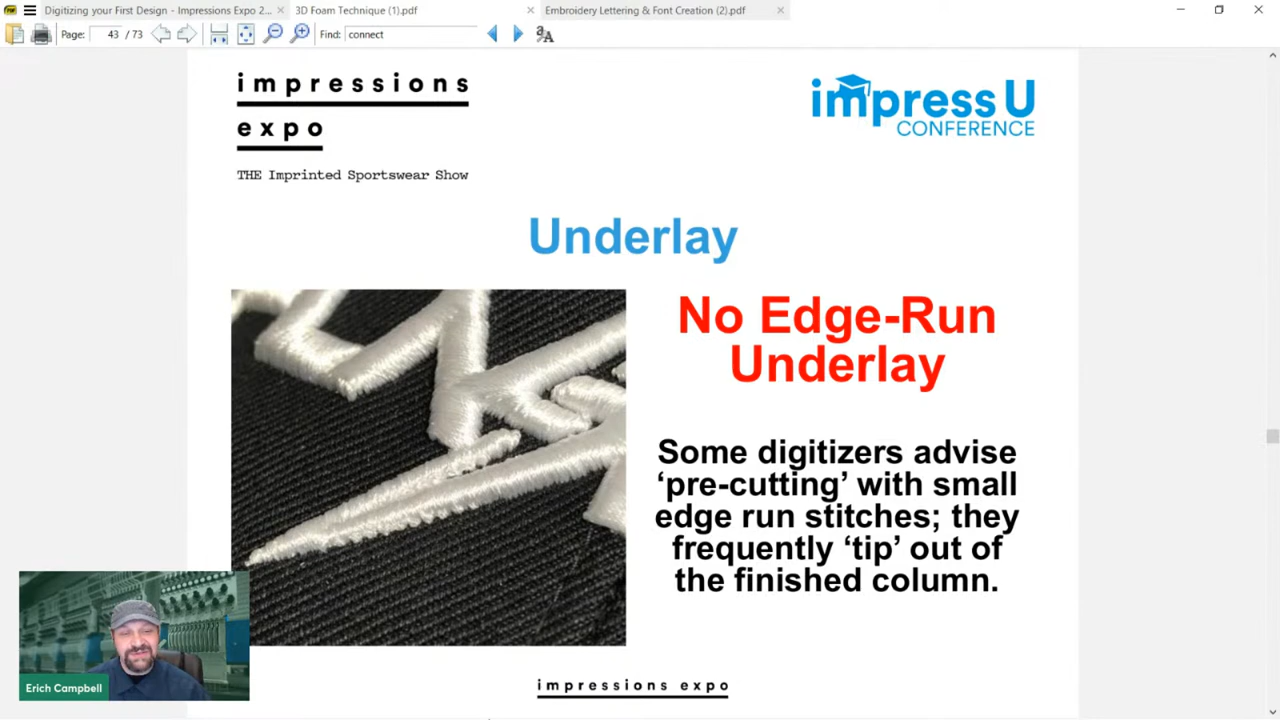 Digitizing your First Design - Impressions Expo 2...
3D Foam Technique (1).pdf
Embroidery Lettering & Font Creation (2).pdf
Page: 43 / 73
Find: connect
impressions
expo
THE Imprinted Sportswear Show
impress U
CONFERENCE
Underlay
No Edge-Run
Underlay
Some digitizers advise
‘pre-cutting’ with small
edge run stitches; they
frequently ‘tip’ out of
the finished column.
Erich Campbell
impressions expo